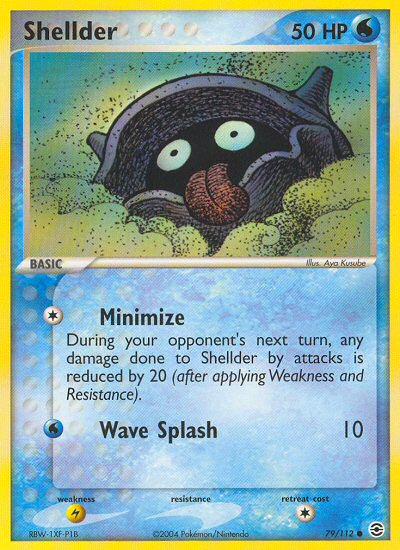 Shellder
50 HP
BASIC
Illus. Aya Kusube
Minimize
During your opponent's next turn, any
damage done to Shellder by attacks is
reduced by 20 (after applying Weakness and
Resistance).
Wave Splash 10
weakness resistance retreat cost
RBW-1XF-P1B ©2004 Pokémon/Nintendo 79/112